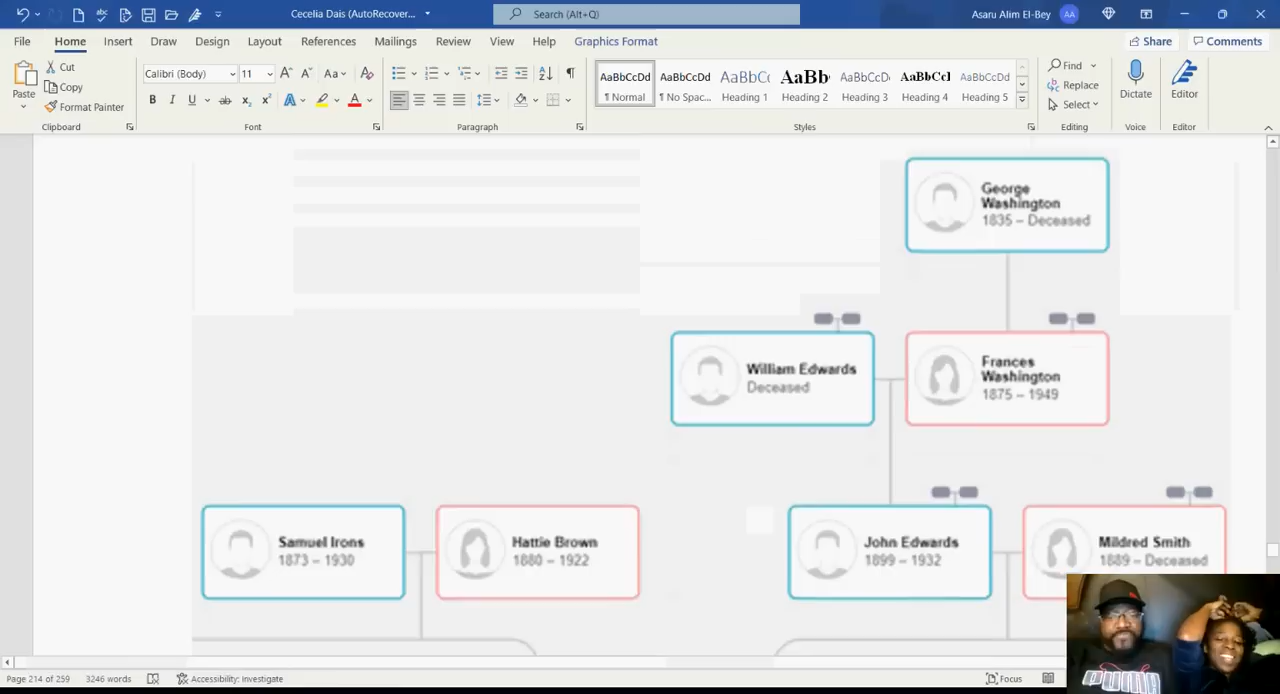 Cecelia Dais (AutoRecover...
Search (Alt+Q)
Asaru Alim El-Bey
AA
File Home Insert Draw Design Layout References Mailings Review View Help Graphics Format
Share
Comments
Paste
Cut
Copy
Format Painter
Clipboard
Calibri (Body)
11
Font
Paragraph
AaBbCcDd AaBbCcDd AaBbCc AaBb AaBbCcDd AaBbCcI AaBbCcDd
¶ Normal ¶ No Spac... Heading 1 Heading 2 Heading 3 Heading 4 Heading 5
Styles
Find
Replace
Select
Editing
Dictate
Voice
Editor
Editor
George
Washington
1835 – Deceased
William Edwards
Deceased
Frances
Washington
1875 – 1949
Samuel Irons
1873 – 1930
Hattie Brown
1880 – 1922
John Edwards
1899 – 1932
Mildred Smith
1889 – Deceased
PUMA
Page 214 of 259
3246 words
Accessibility: Investigate
Focus